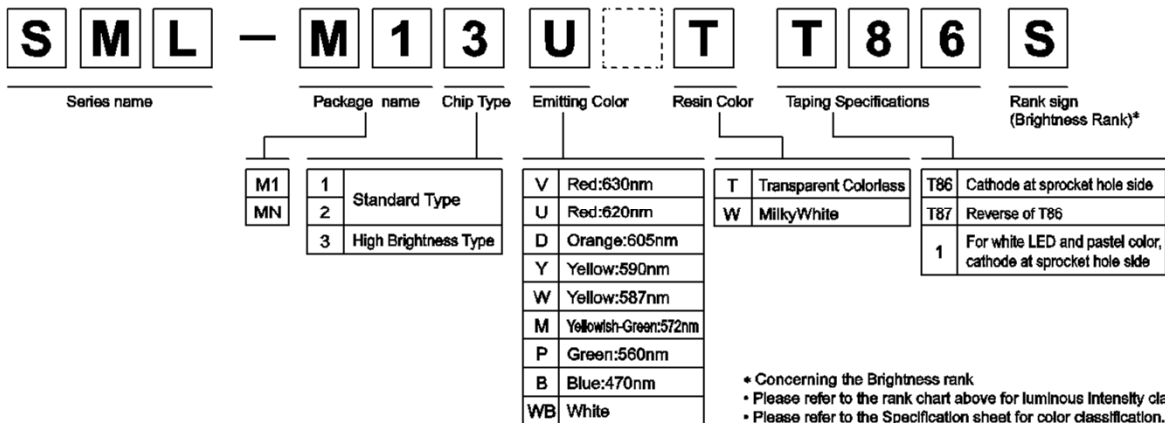 SML - M13U T T86S
Series name Package name Chip Type Emitting Color Resin Color Taping Specifications Rank sign
(Brightness Rank)*
M1
MN
1 Standard Type
2
3 High Brightness Type
V Red:630nm
U Red:620nm
D Orange:605nm
Y Yellow:590nm
W Yellow:587nm
M Yellowish-Green:572nm
P Green:560nm
B Blue:470nm
WB White
T Transparent Colorless
W MilkyWhite
T86 Cathode at sprocket hole side
T87 Reverse of T86
1 For white LED and pastel color,
cathode at sprocket hole side
* Concerning the Brightness rank
• Please refer to the rank chart above for luminous intensity cla
• Please refer to the Specification sheet for color classification.